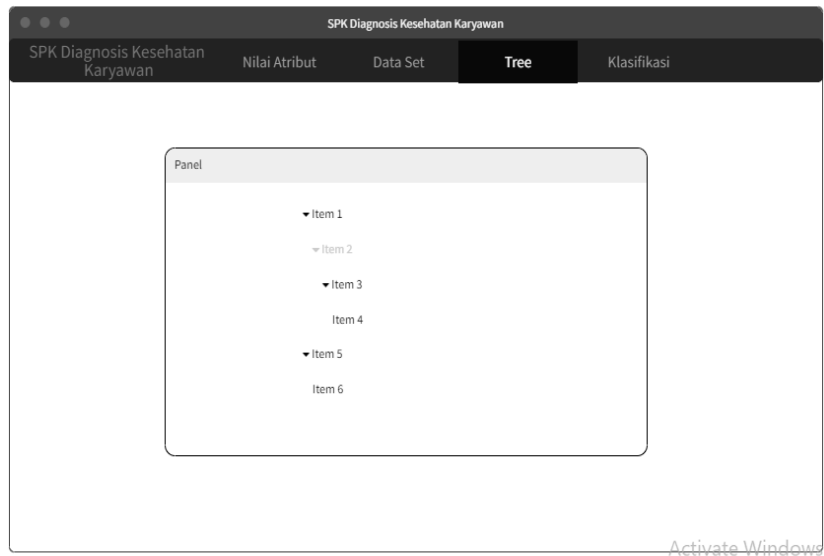 SPK Diagnosis Kesehatan Karyawan
SPK Diagnosis Kesehatan
Karyawan
Nilai Atribut
Data Set
Tree
Klasifikasi
Panel
Item 1
Item 2
Item 3
Item 4
Item 5
Item 6
Activate Windows